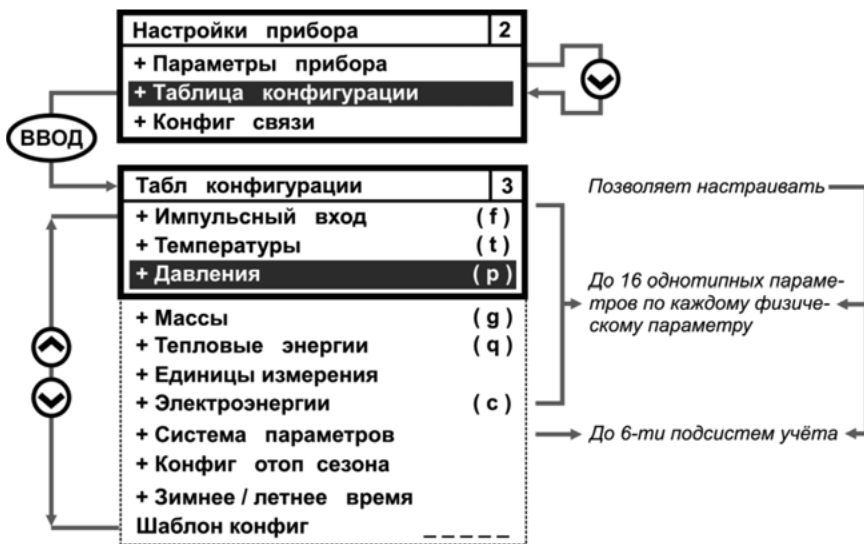 Настройки прибора 2
+ Параметры прибора
+ Таблица конфигурации
+ Конфиг связи
ВВОД
Табл конфигурации 3
+ Импульсный вход (f)
+ Температуры (t)
+ Давления (p)
+ Массы (g)
+ Тепловые энергии (q)
+ Единицы измерения
+ Электроэнергии (c)
+ Система параметров
+ Конфиг отоп сезона
+ Зимнее / летнее время
Шаблон конфиг _ _ _ _ _
Позволяет настраивать
До 16 однотипных параме-
тров по каждому физиче-
скому параметру
До 6-ти подсистем учёта